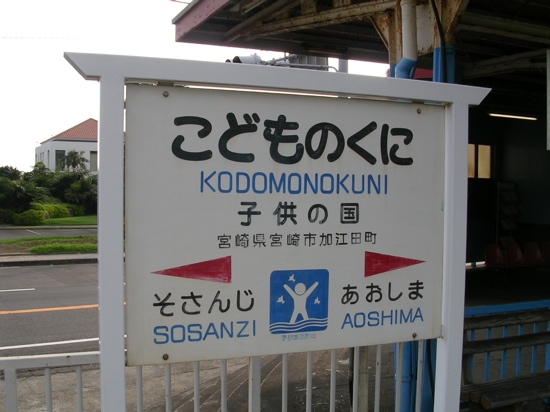 こどものくに
KODOMONOKUNI
子供の国
宮崎県宮崎市加江田町
そさんじ
あおしま
SOSANZI
AOSHIMA